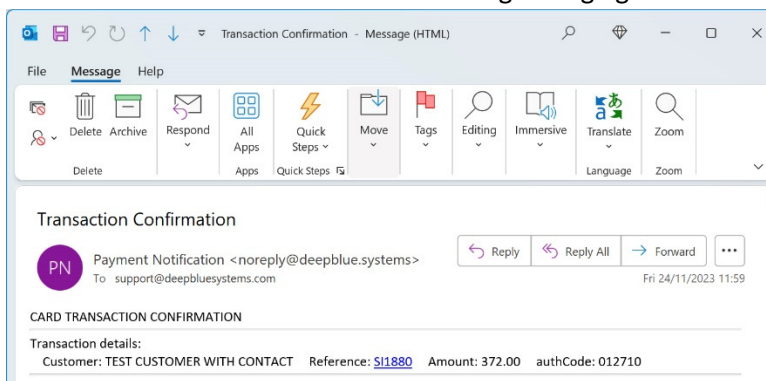 Transaction Confirmation - Message (HTML)
File Message Help
Delete Archive Respond All Apps Quick Steps Move Tags Editing Immersive Translate Zoom
Delete Apps Quick Steps Language Zoom
Transaction Confirmation
PN
Payment Notification <noreply@deepblue.systems>
To support@deepbluesystems.com
Reply Reply All Forward
Fri 24/11/2023 11:59
CARD TRANSACTION CONFIRMATION
Transaction details:
Customer: TEST CUSTOMER WITH CONTACT Reference: SI1880 Amount: 372.00 authCode: 012710